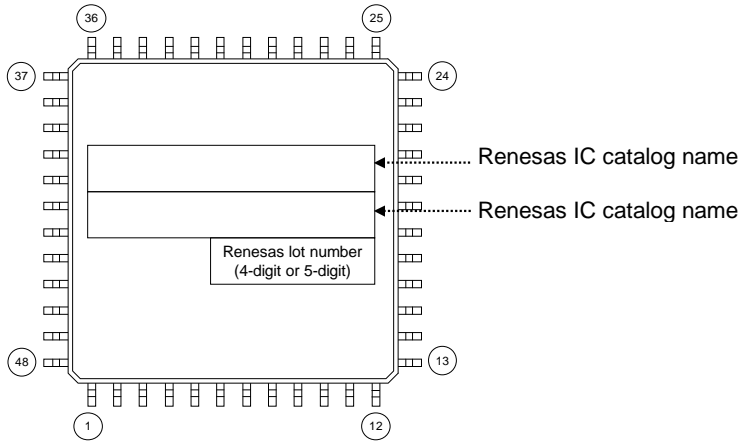 36
25
37
24
Renesas IC catalog name
Renesas IC catalog name
Renesas lot number
(4-digit or 5-digit)
48
13
1
12